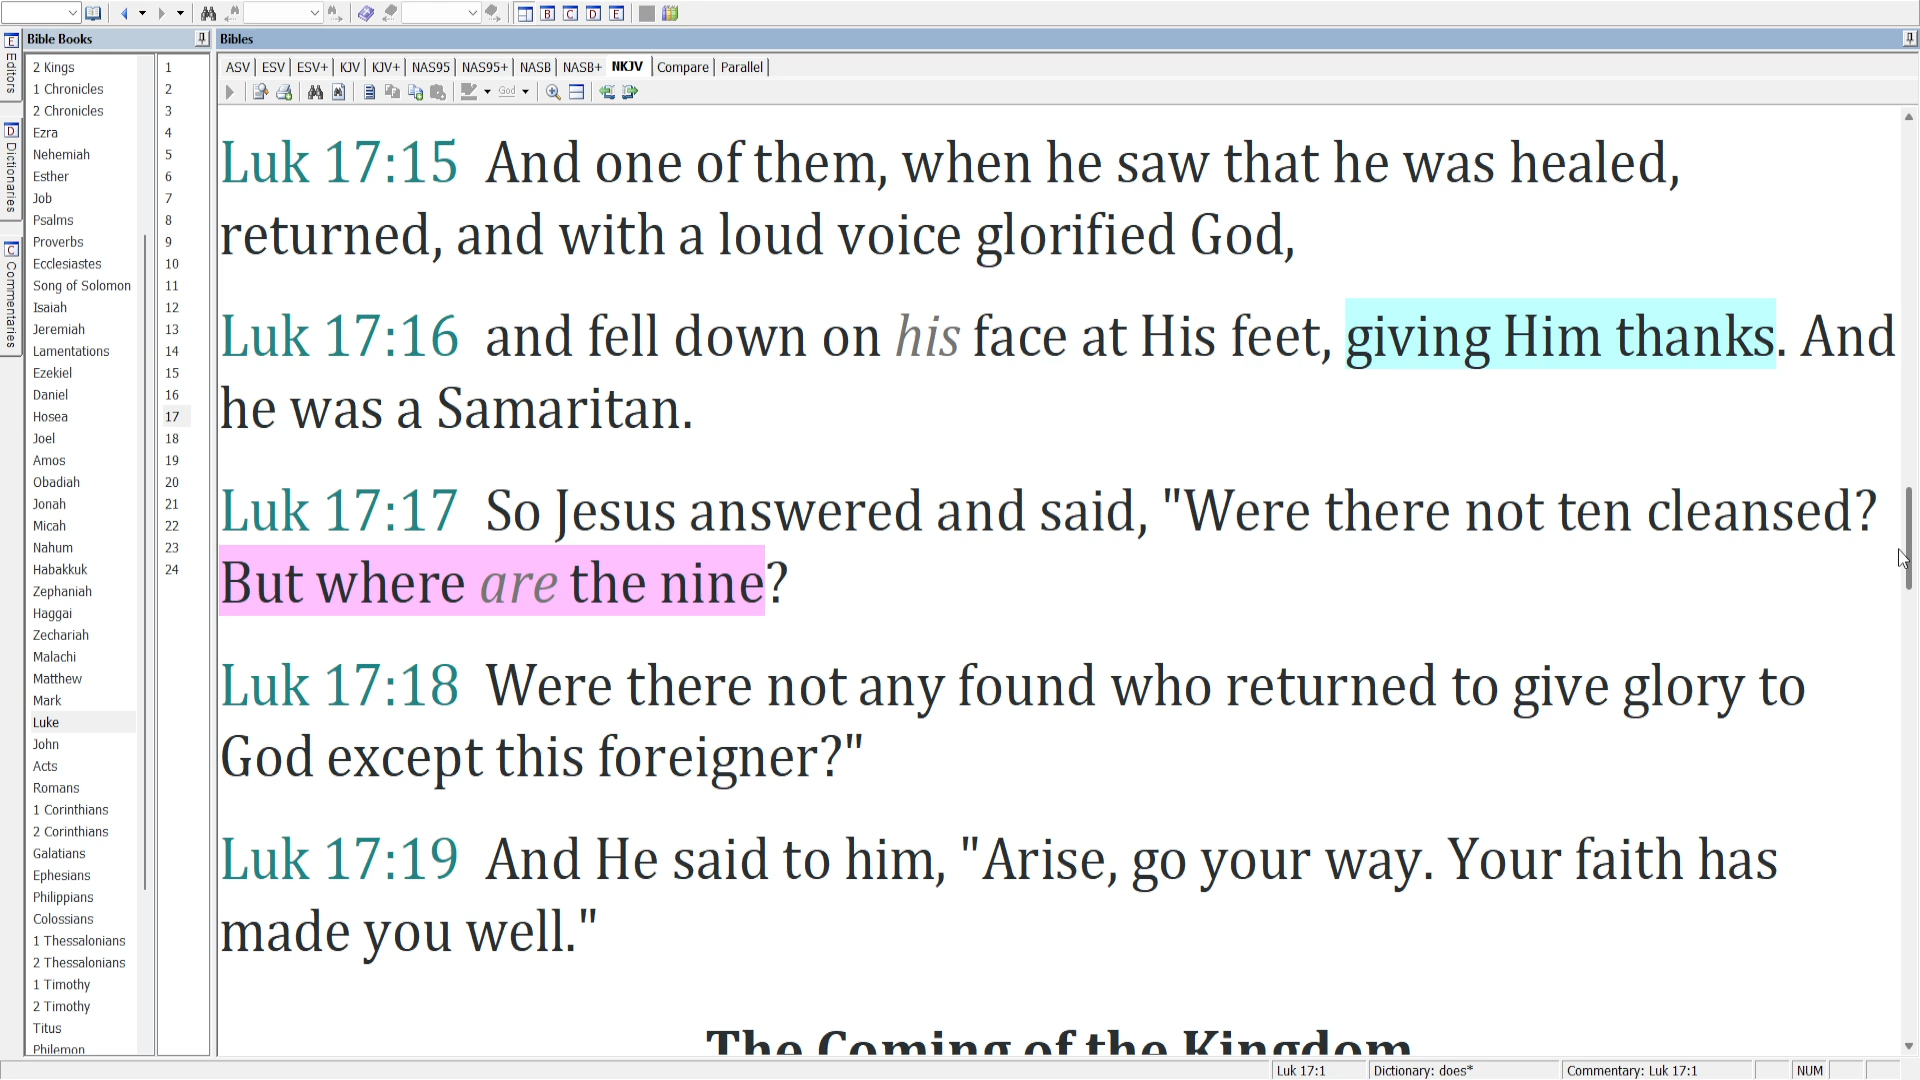 Bible Books
Bibles
Editors
Dictionaries
Commentaries
ASV ESV ESV+ KJV KJV+ NAS95 NAS95+ NASB NASB+ NKJV Compare Parallel
2 Kings
1 Chronicles
2 Chronicles
Ezra
Nehemiah
Esther
Job
Psalms
Proverbs
Ecclesiastes
Song of Solomon
Isaiah
Jeremiah
Lamentations
Ezekiel
Daniel
Hosea
Joel
Amos
Obadiah
Jonah
Micah
Nahum
Habakkuk
Zephaniah
Haggai
Zechariah
Malachi
Matthew
Mark
Luke
John
Acts
Romans
1 Corinthians
2 Corinthians
Galatians
Ephesians
Philippians
Colossians
1 Thessalonians
2 Thessalonians
1 Timothy
2 Timothy
Titus
Philemon
1
2
3
4
5
6
7
8
9
10
11
12
13
14
15
16
17
18
19
20
21
22
23
24
Luk 17:15 And one of them, when he saw that he was healed,
returned, and with a loud voice glorified God,
Luk 17:16 and fell down on his face at His feet, giving Him thanks. And
he was a Samaritan.
Luk 17:17 So Jesus answered and said, "Were there not ten cleansed?
But where are the nine?
Luk 17:18 Were there not any found who returned to give glory to
God except this foreigner?"
Luk 17:19 And He said to him, "Arise, go your way. Your faith has
made you well."
The Coming of the Kingdom
Luk 17:1 Dictionary: does* Commentary: Luk 17:1 NUM